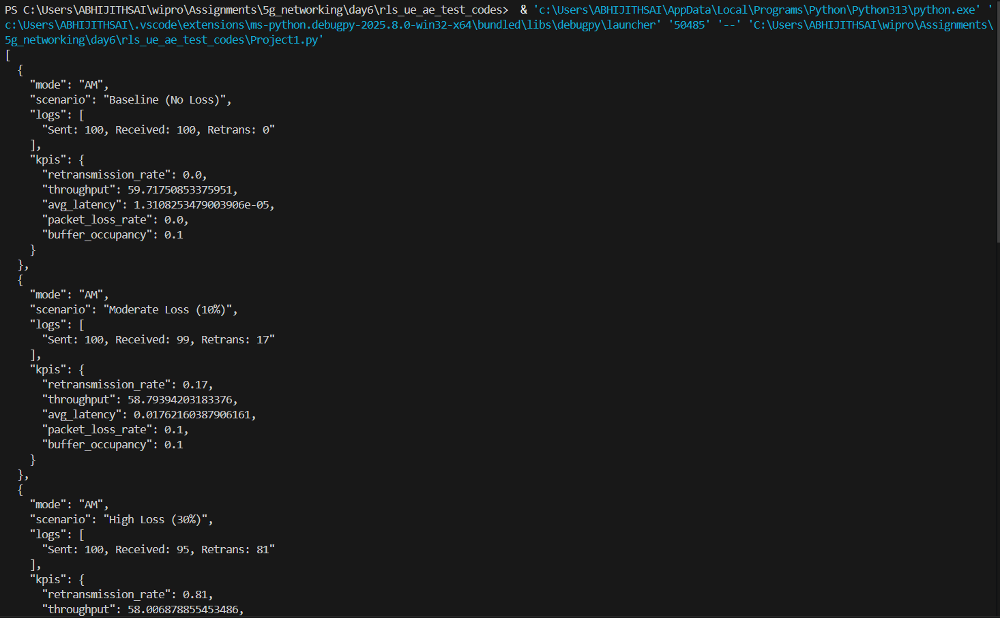 PS C:\Users\ABHIJITHSAI\wipro\Assignments\5g_networking\day6\rls_ue_ae_test_codes>  & 'c:\Users\ABHIJITHSAI\AppData\Local\Programs\Python\Python313\python.exe' '
c:\Users\ABHIJITHSAI\.vscode\extensions\ms-python.debugpy-2025.8.0-win32-x64\bundled\libs\debugpy\launcher' '50485' '--' 'C:\Users\ABHIJITHSAI\wipro\Assignments\
5g_networking\day6\rls_ue_ae_test_codes\Project1.py'
[
  {
    "mode": "AM",
    "scenario": "Baseline (No Loss)",
    "logs": [
      "Sent: 100, Received: 100, Retrans: 0"
    ],
    "kpis": {
      "retransmission_rate": 0.0,
      "throughput": 59.71750853375951,
      "avg_latency": 1.3108253479003906e-05,
      "packet_loss_rate": 0.0,
      "buffer_occupancy": 0.1
    }
  },
  {
    "mode": "AM",
    "scenario": "Moderate Loss (10%)",
    "logs": [
      "Sent: 100, Received: 99, Retrans: 17"
    ],
    "kpis": {
      "retransmission_rate": 0.17,
      "throughput": 58.79394203183376,
      "avg_latency": 0.01762160387906161,
      "packet_loss_rate": 0.1,
      "buffer_occupancy": 0.1
    }
  },
  {
    "mode": "AM",
    "scenario": "High Loss (30%)",
    "logs": [
      "Sent: 100, Received: 95, Retrans: 81"
    ],
    "kpis": {
      "retransmission_rate": 0.81,
      "throughput": 58.006878855453486,